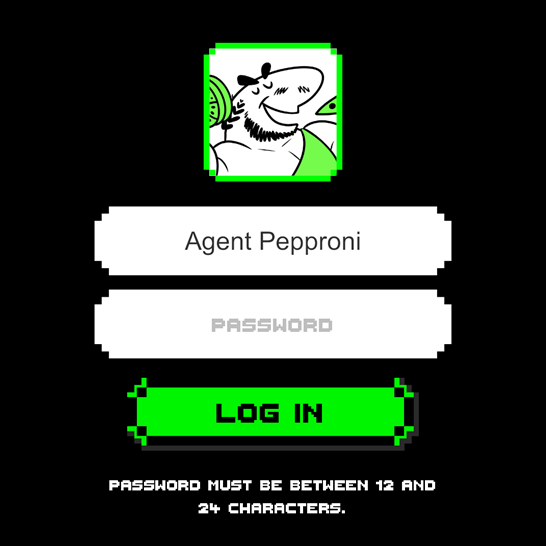 Agent Pepproni
PASSWORD
LOG IN
PASSWORD MUST BE BETWEEN 12 AND
24 CHARACTERS.